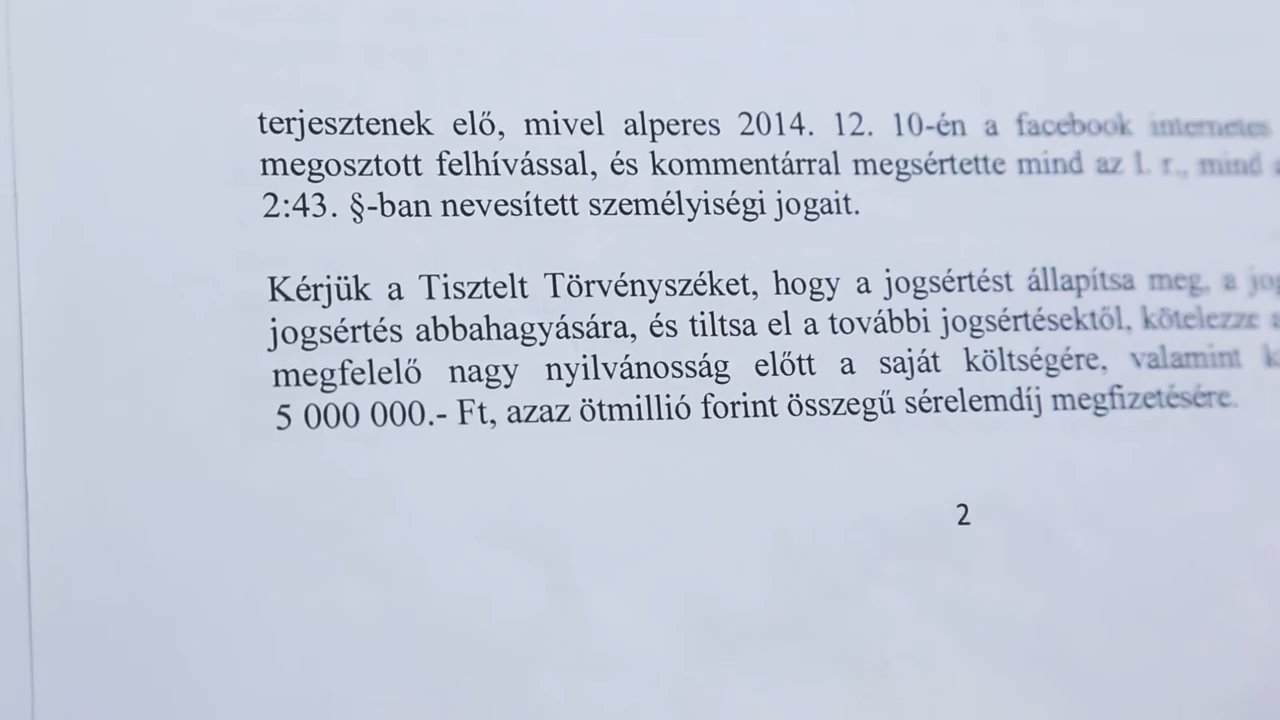 terjesztenek elő, mivel alperes 2014. 12. 10-én a facebook internetes
megosztott felhívással, és kommentárral megsértette mind az I. r., mind
2:43. §-ban nevesített személyiségi jogait.
Kérjük a Tisztelt Törvényszéket, hogy a jogsértést állapítsa meg, a
jogsértés abbahagyására, és tiltsa el a további jogsértésektől, kötelezze
megfelelő nagy nyilvánosság előtt a saját költségére, valamint
5 000 000.- Ft, azaz ötmillió forint összegű sérelemdíj megfizetésére.
2